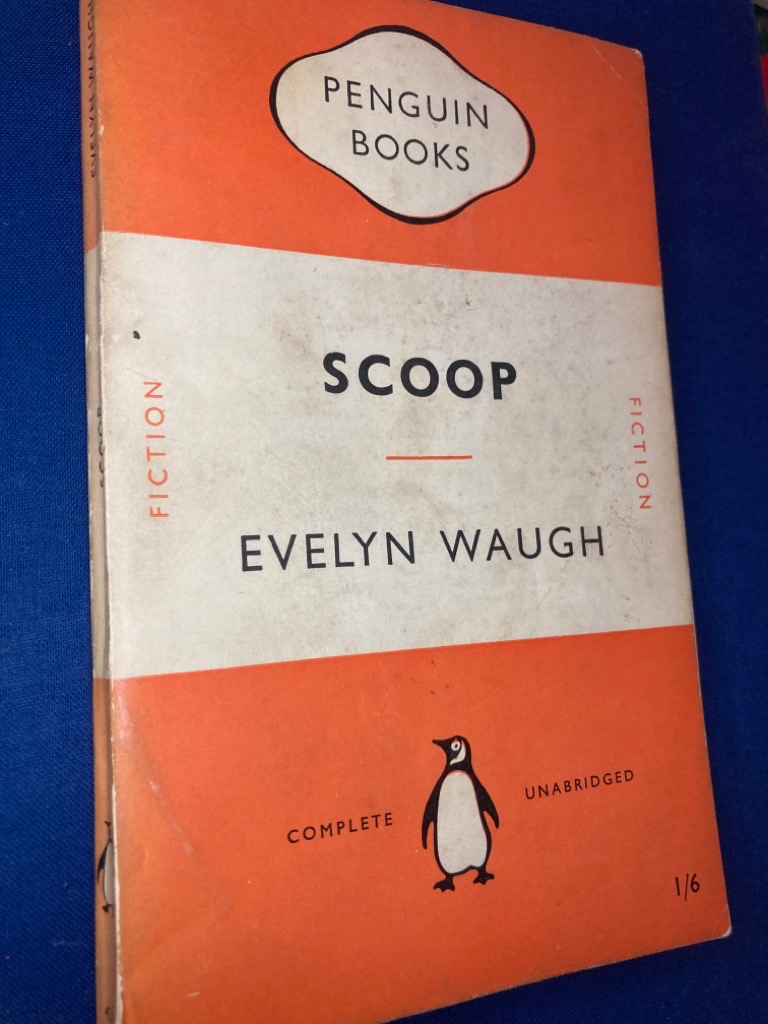 EVELYN WAUGH
SCOOP
PENGUIN
BOOKS
SCOOP
FICTION
FICTION
EVELYN WAUGH
COMPLETE
UNABRIDGED
1/6